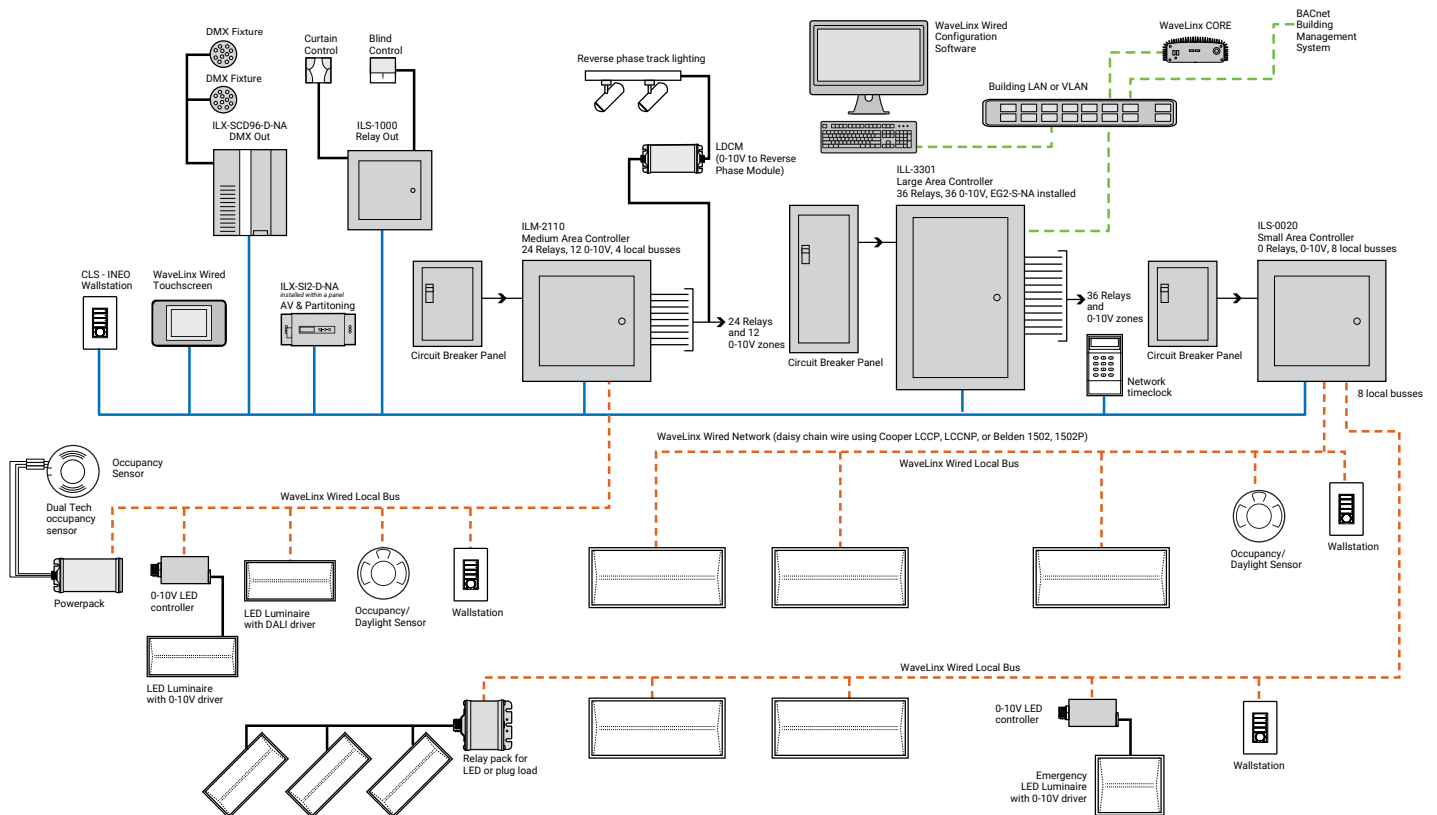 DMX Fixture
DMX Fixture
ILX-SCD96-D-NA
DMX Out
Curtain
Control
Blind
Control
ILS-1000
Relay Out
Reverse phase track lighting
LDCM
(0-10V to Reverse
Phase Module)
WaveLinx Wired
Configuration
Software
WaveLinx CORE
BACnet
Building
Management
System
Building LAN or VLAN
ILL-3301
Large Area Controller
36 Relays, 36 0-10V, EG2-S-NA installed
ILM-2110
Medium Area Controller
24 Relays, 12 0-10V, 4 local busses
ILS-0020
Small Area Controller
0 Relays, 0-10V, 8 local busses
CLS - INEO
Wallstation
WaveLinx Wired
Touchscreen
ILX-SI2-D-NA
installed within a panel
AV & Partitoning
Circuit Breaker Panel
24 Relays
and 12
0-10V zones
Circuit Breaker Panel
36 Relays
and
0-10V zones
Network
timeclock
Circuit Breaker Panel
8 local busses
WaveLinx Wired Network (daisy chain wire using Cooper LCCP, LCCNP, or Belden 1502, 1502P)
WaveLinx Wired Local Bus
Occupancy
Sensor
Dual Tech
occupancy
sensor
WaveLinx Wired Local Bus
Powerpack
0-10V LED
controller
LED Luminaire
with DALI driver
Occupancy/
Daylight Sensor
Wallstation
LED Luminaire
with 0-10V driver
Occupancy/
Daylight Sensor
Wallstation
WaveLinx Wired Local Bus
Relay pack for
LED or plug load
0-10V LED
controller
Emergency
LED Luminaire
with 0-10V driver
Wallstation